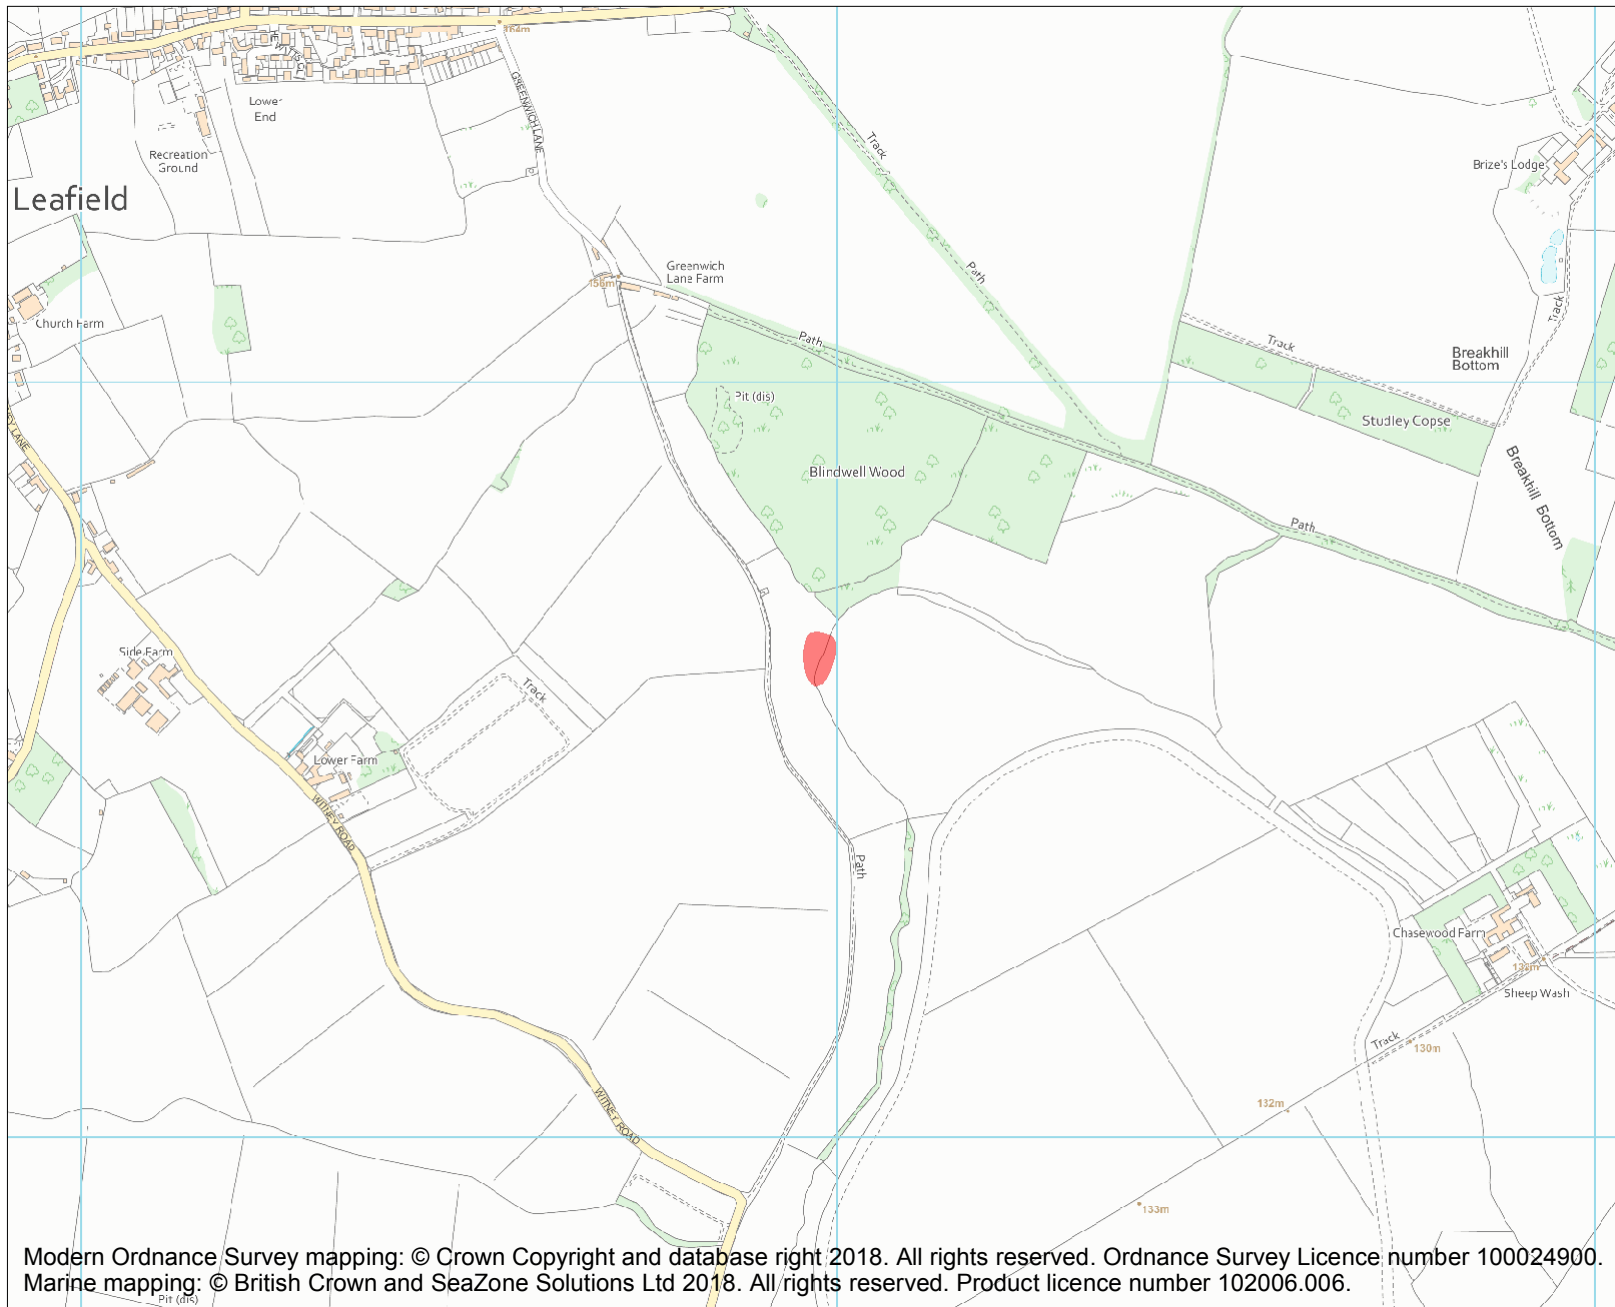 164m
GREENWICH LANE
Lower
End
Recreation
Ground
Leafield
Track
Brize's Lodge
Path
Greenwich
Lane Farm
156m
Church Farm
Track
Path
Track
Breakhill
Bottom
Pit (dis)
Studley Copse
LANE
Blindwell Wood
Breakhill Bottom
Path
Side Farm
Track
Lower Farm
WITNEY ROAD
Path
Chasewood Farm
Sheep Wash
Track
130m
132m
WITNEY ROAD
133m
Modern Ordnance Survey mapping: © Crown Copyright and database right 2018. All rights reserved. Ordnance Survey Licence number 100024900.
Marine mapping: © British Crown and SeaZone Solutions Ltd 2018. All rights reserved. Product licence number 102006.006.
Pit (dis)